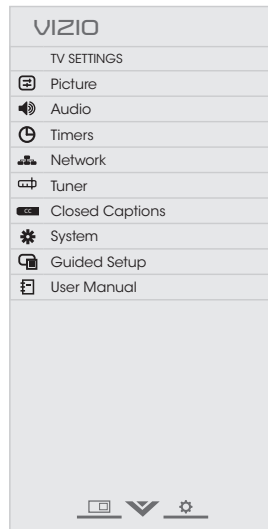 VIZIO
TV SETTINGS
Picture
Audio
Timers
Network
Tuner
CC Closed Captions
System
Guided Setup
User Manual